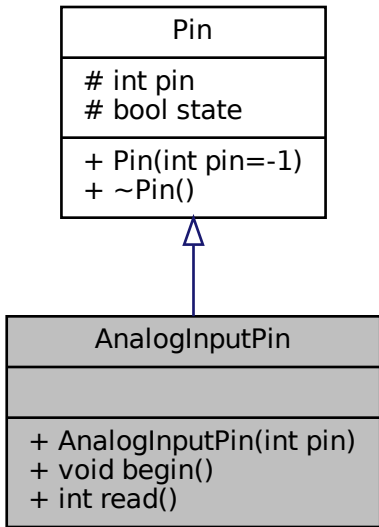 Pin
# int pin
# bool state
+ Pin(int pin=-1)
+ ~Pin()
AnalogInputPin
+ AnalogInputPin(int pin)
+ void begin()
+ int read()